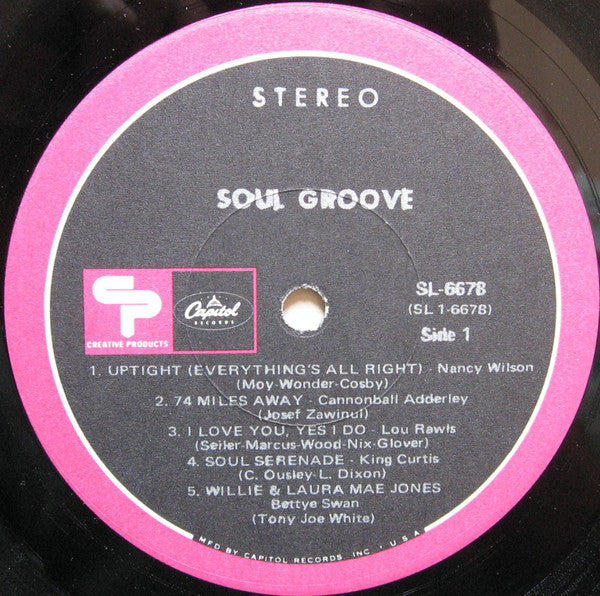 STEREO
SOUL GROOVE
CP
CREATIVE PRODUCTS
Capitol
RECORDS
SL-6678
(SL 1-6678)
Side 1
1. UPTIGHT (EVERYTHING'S ALL RIGHT) - Nancy Wilson
(Moy-Wonder-Cosby)
2. 74 MILES AWAY - Cannonball Adderley
(Josef Zawinul)
3. I LOVE YOU, YES I DO - Lou Rawls
(Seiler-Marcus-Wood-Nix-Glover)
4. SOUL SERENADE - King Curtis
(C. Ousley-L. Dixon)
5. WILLIE & LAURA MAE JONES
Bettye Swan
(Tony Joe White)
MFD BY CAPITOL RECORDS, INC • U.S.A.